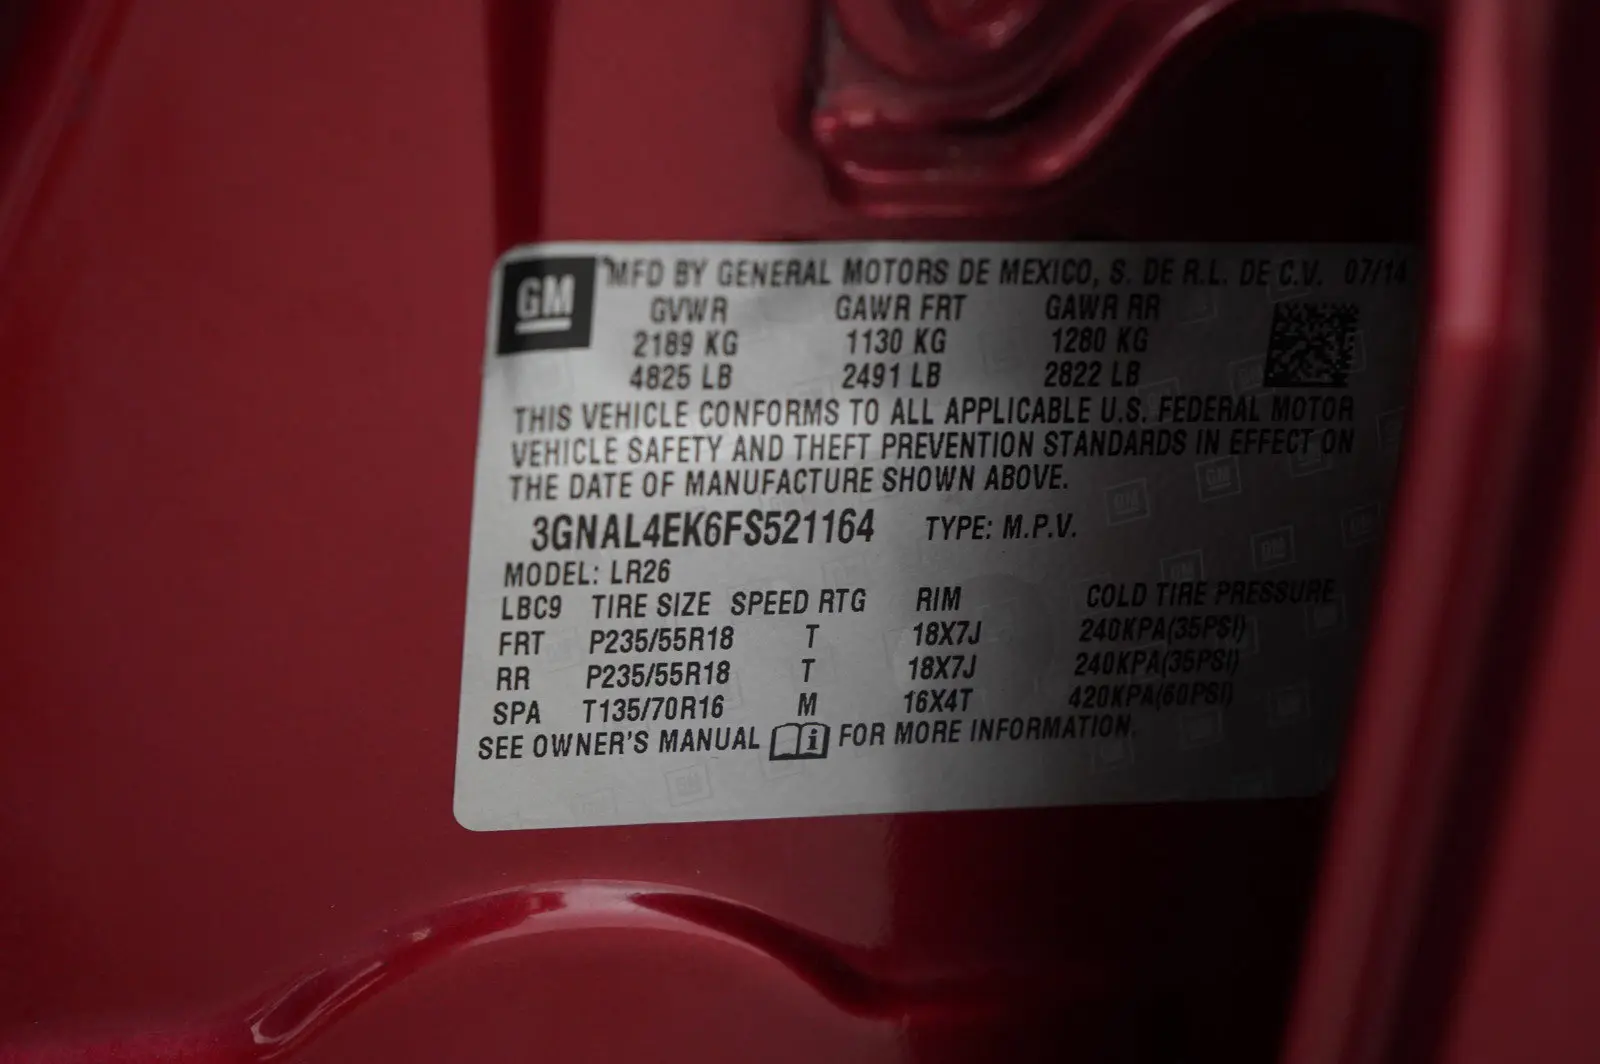 GM MFD BY GENERAL MOTORS DE MEXICO, S. DE R.L. DE C.V. 07/14
GVWR GAWR FRT GAWR RR
2189 KG 1130 KG 1280 KG
4825 LB 2491 LB 2822 LB
THIS VEHICLE CONFORMS TO ALL APPLICABLE U.S. FEDERAL MOTOR
VEHICLE SAFETY AND THEFT PREVENTION STANDARDS IN EFFECT ON
THE DATE OF MANUFACTURE SHOWN ABOVE.
3GNAL4EK6FS521164 TYPE: M.P.V.
MODEL: LR26
LBC9 TIRE SIZE SPEED RTG RIM COLD TIRE PRESSURE
FRT P235/55R18 T 18X7J 240KPA(35PSI)
RR P235/55R18 T 18X7J 240KPA(35PSI)
SPA T135/70R16 M 16X4T 420KPA(60PSI)
SEE OWNER'S MANUAL i FOR MORE INFORMATION.